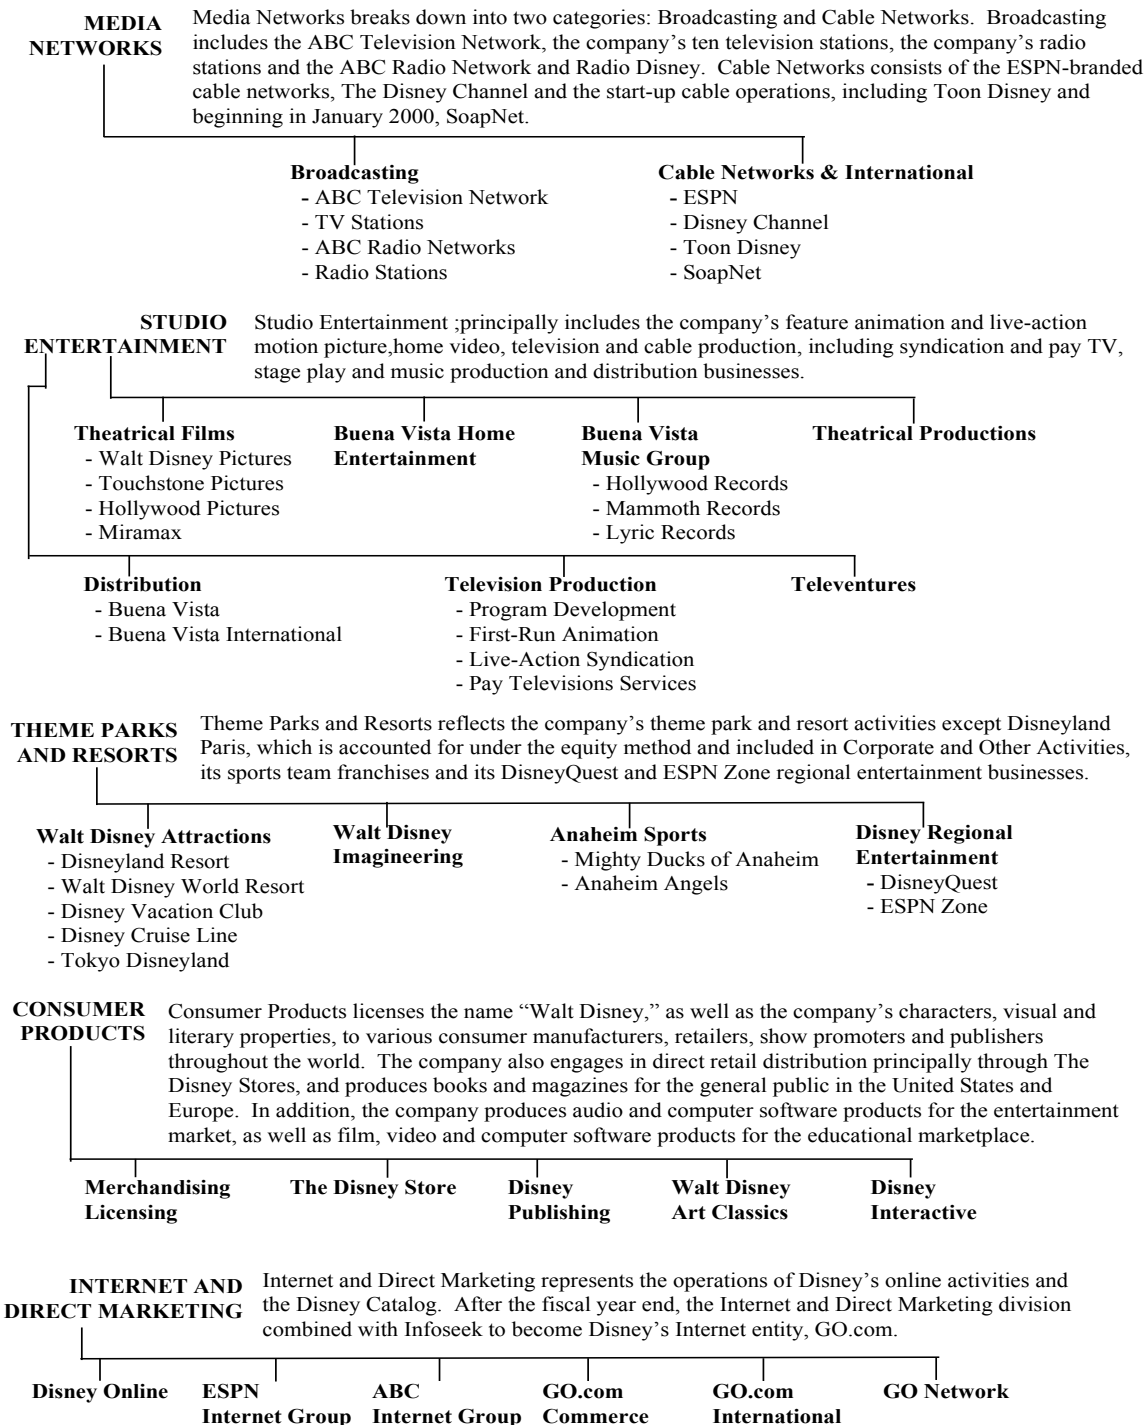 MEDIA
NETWORKS
Media Networks breaks down into two categories: Broadcasting and Cable Networks.  Broadcasting
includes the ABC Television Network, the company’s ten television stations, the company’s radio
stations and the ABC Radio Network and Radio Disney.  Cable Networks consists of the ESPN-branded
cable networks, The Disney Channel and the start-up cable operations, including Toon Disney and
beginning in January 2000, SoapNet.
Broadcasting
- ABC Television Network
- TV Stations
- ABC Radio Networks
- Radio Stations
Cable Networks & International
- ESPN
- Disney Channel
- Toon Disney
- SoapNet
STUDIO
ENTERTAINMENT
Studio Entertainment ;principally includes the company’s feature animation and live-action
motion picture,home video, television and cable production, including syndication and pay TV,
stage play and music production and distribution businesses.
Theatrical Films
- Walt Disney Pictures
- Touchstone Pictures
- Hollywood Pictures
- Miramax
Buena Vista Home
Entertainment
Buena Vista
Music Group
- Hollywood Records
- Mammoth Records
- Lyric Records
Theatrical Productions
Distribution
- Buena Vista
- Buena Vista International
Television Production
- Program Development
- First-Run Animation
- Live-Action Syndication
- Pay Televisions Services
Televentures
THEME PARKS
AND RESORTS
Theme Parks and Resorts reflects the company’s theme park and resort activities except Disneyland
Paris, which is accounted for under the equity method and included in Corporate and Other Activities,
its sports team franchises and its DisneyQuest and ESPN Zone regional entertainment businesses.
Walt Disney Attractions
- Disneyland Resort
- Walt Disney World Resort
- Disney Vacation Club
- Disney Cruise Line
- Tokyo Disneyland
Walt Disney
Imagineering
Anaheim Sports
- Mighty Ducks of Anaheim
- Anaheim Angels
Disney Regional
Entertainment
- DisneyQuest
- ESPN Zone
CONSUMER
PRODUCTS
Consumer Products licenses the name “Walt Disney,” as well as the company’s characters, visual and
literary properties, to various consumer manufacturers, retailers, show promoters and publishers
throughout the world.  The company also engages in direct retail distribution principally through The
Disney Stores, and produces books and magazines for the general public in the United States and
Europe.  In addition, the company produces audio and computer software products for the entertainment
market, as well as film, video and computer software products for the educational marketplace.
Merchandising
Licensing
The Disney Store
Disney
Publishing
Walt Disney
Art Classics
Disney
Interactive
INTERNET AND
DIRECT MARKETING
Internet and Direct Marketing represents the operations of Disney’s online activities and
the Disney Catalog.  After the fiscal year end, the Internet and Direct Marketing division
combined with Infoseek to become Disney’s Internet entity, GO.com.
Disney Online
ESPN
Internet Group
ABC
Internet Group
GO.com
Commerce
GO.com
International
GO Network